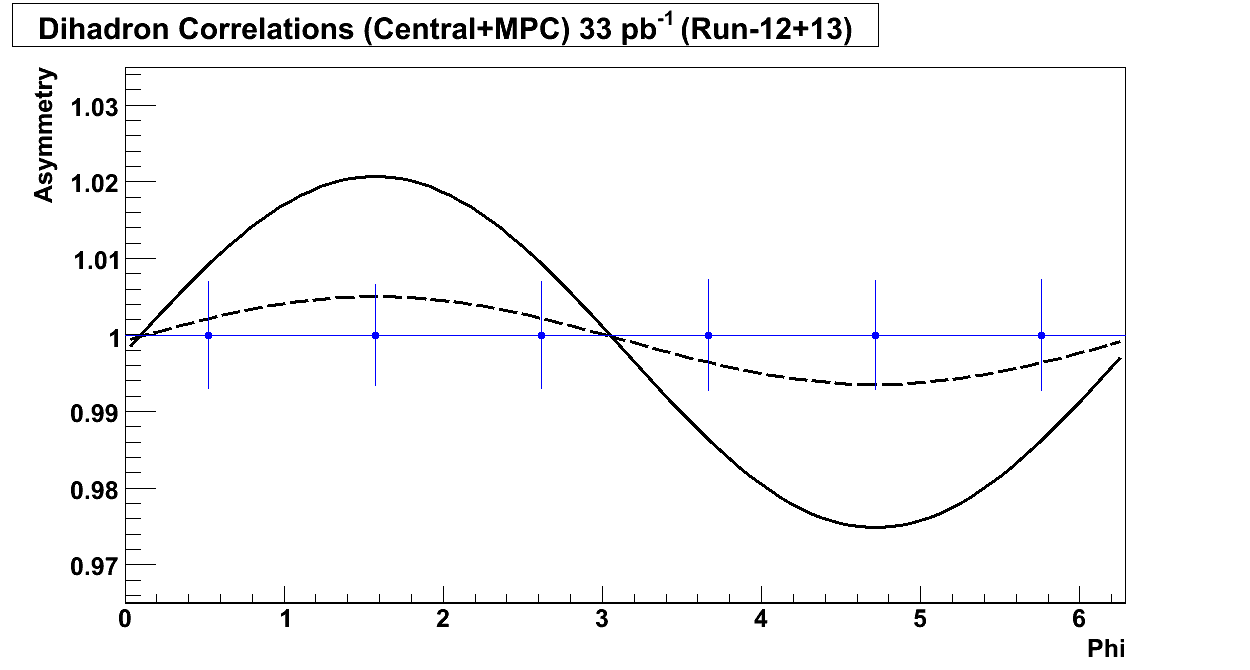 Dihadron Correlations (Central+MPC) 33 pb-1 (Run-12+13)
Asymmetry
1.03
1.02
1.01
1
0.99
0.98
0.97
0 1 2 3 4 5 6
Phi